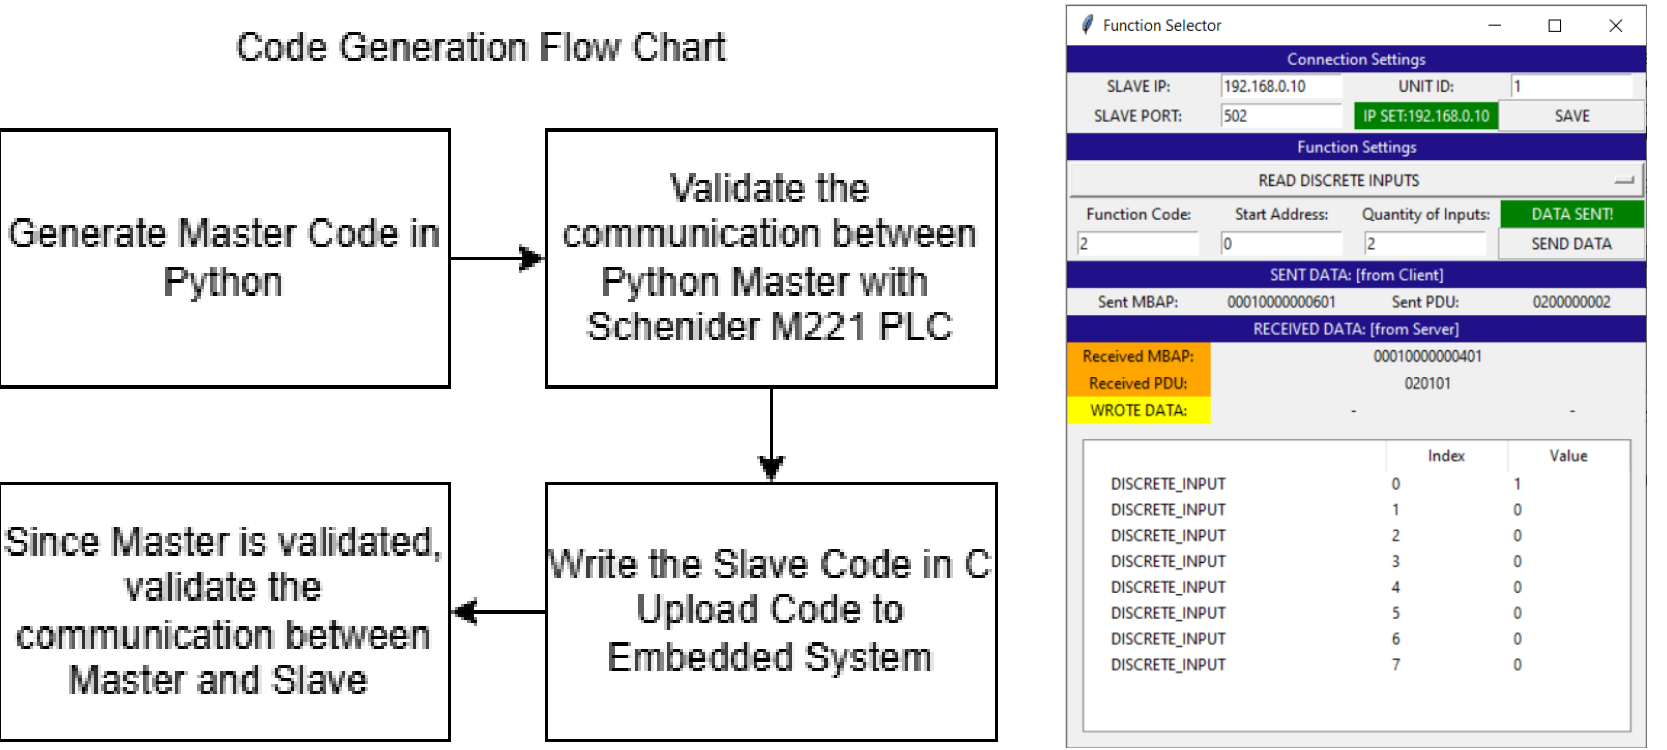 Code Generation Flow Chart
Generate Master Code in
Python
Validate the
communication between
Python Master with
Schenider M221 PLC
Write the Slave Code in C
Upload Code to
Embedded System
Since Master is validated,
validate the
communication between
Master and Slave
Function Selector
Connection Settings
SLAVE IP: 192.168.0.10 UNIT ID: 1
SLAVE PORT: 502 IP SET:192.168.0.10 SAVE
Function Settings
READ DISCRETE INPUTS
Function Code: Start Address: Quantity of Inputs: DATA SENT!
2 0 2 SEND DATA
SENT DATA: [from Client]
Sent MBAP: 00010000000601 Sent PDU: 0200000002
RECEIVED DATA: [from Server]
Received MBAP: 00010000000401
Received PDU: 020101
WROTE DATA: - -
Index Value
DISCRETE_INPUT 0 1
DISCRETE_INPUT 1 0
DISCRETE_INPUT 2 0
DISCRETE_INPUT 3 0
DISCRETE_INPUT 4 0
DISCRETE_INPUT 5 0
DISCRETE_INPUT 6 0
DISCRETE_INPUT 7 0